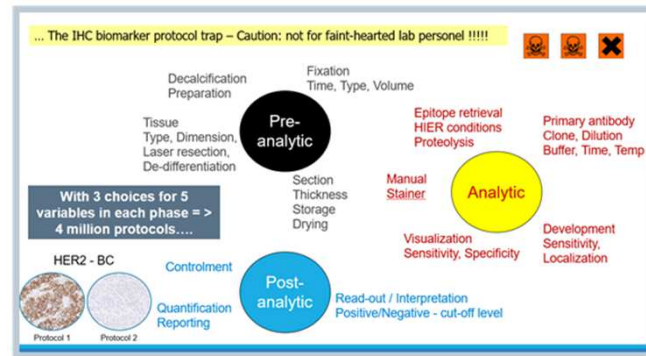 ... The IHC biomarker protocol trap – Caution: not for faint-hearted lab personel !!!!!
Decalcification
Preparation
Fixation
Time, Type, Volume
Tissue
Type, Dimension,
Laser resection,
De-differentiation
Pre-
analytic
Section
Thickness
Storage
Drying
Epitope retrieval
HIER conditions
Proteolysis
Primary antibody
Clone, Dilution
Buffer, Time, Temp
Manual
Stainer
Analytic
Visualization
Sensitivity, Specificity
Development
Sensitivity,
Localization
With 3 choices for 5
variables in each phase = >
4 million protocols....
HER2 - BC
Protocol 1
Protocol 2
Controlment
Quantification
Reporting
Post-
analytic
Read-out / Interpretation
Positive/Negative - cut-off level